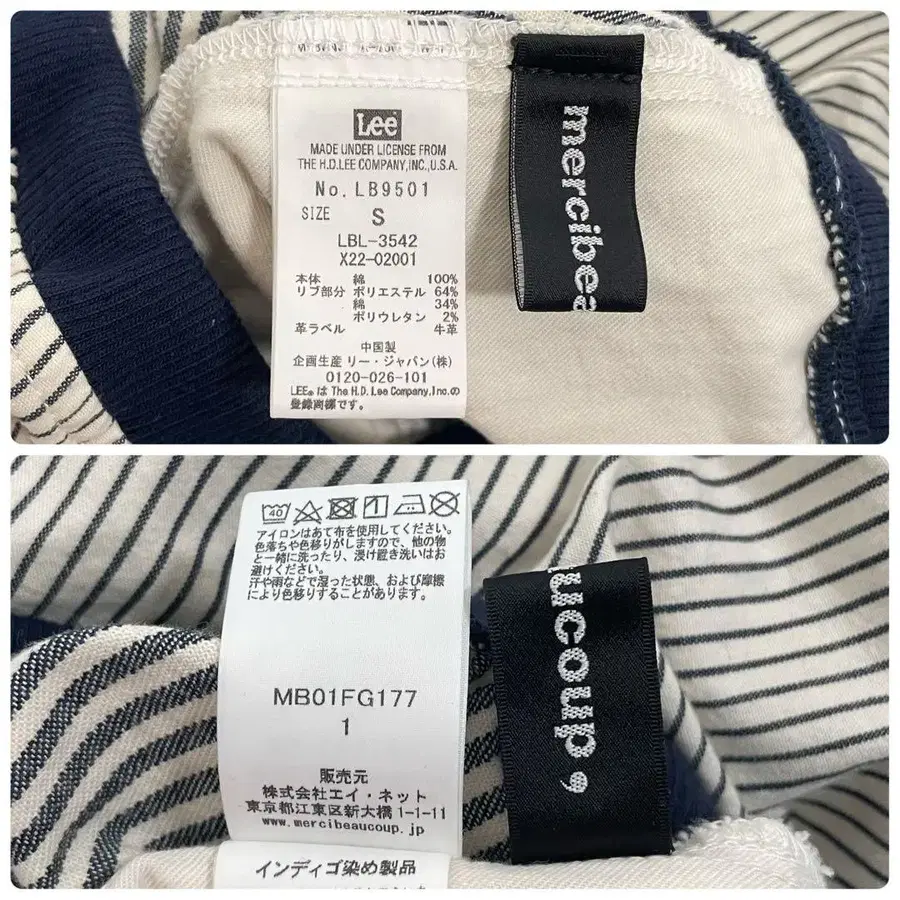 Lee
MADE UNDER LICENSE FROM
THE H.D.LEE COMPANY,INC.,U.S.A.
No. LB9501
SIZE S
LBL-3542
X22-02001
本体 綿 100%
リブ部分 ポリエステル 64%
綿 34%
ポリウレタン 2%
革ラベル 牛革
中国製
企画生産 リー・ジャパン(株)
0120-026-101
LEE® は The H.D. Lee Company,Inc.の
登録商標です。
mercibea
40
アイロンはあて布を使用してください。
色落ちや色移りがしますので、他の物
と一緒に洗ったり、浸け置き洗いはお
避けください。
汗や雨などで湿った状態、および摩擦
により色移りすることがあります。
MB01FG177
1
販売元
株式会社エイ・ネット
東京都江東区新大橋1-1-11
www.mercibeaucoup.jp
インディゴ染め製品
ucoup,